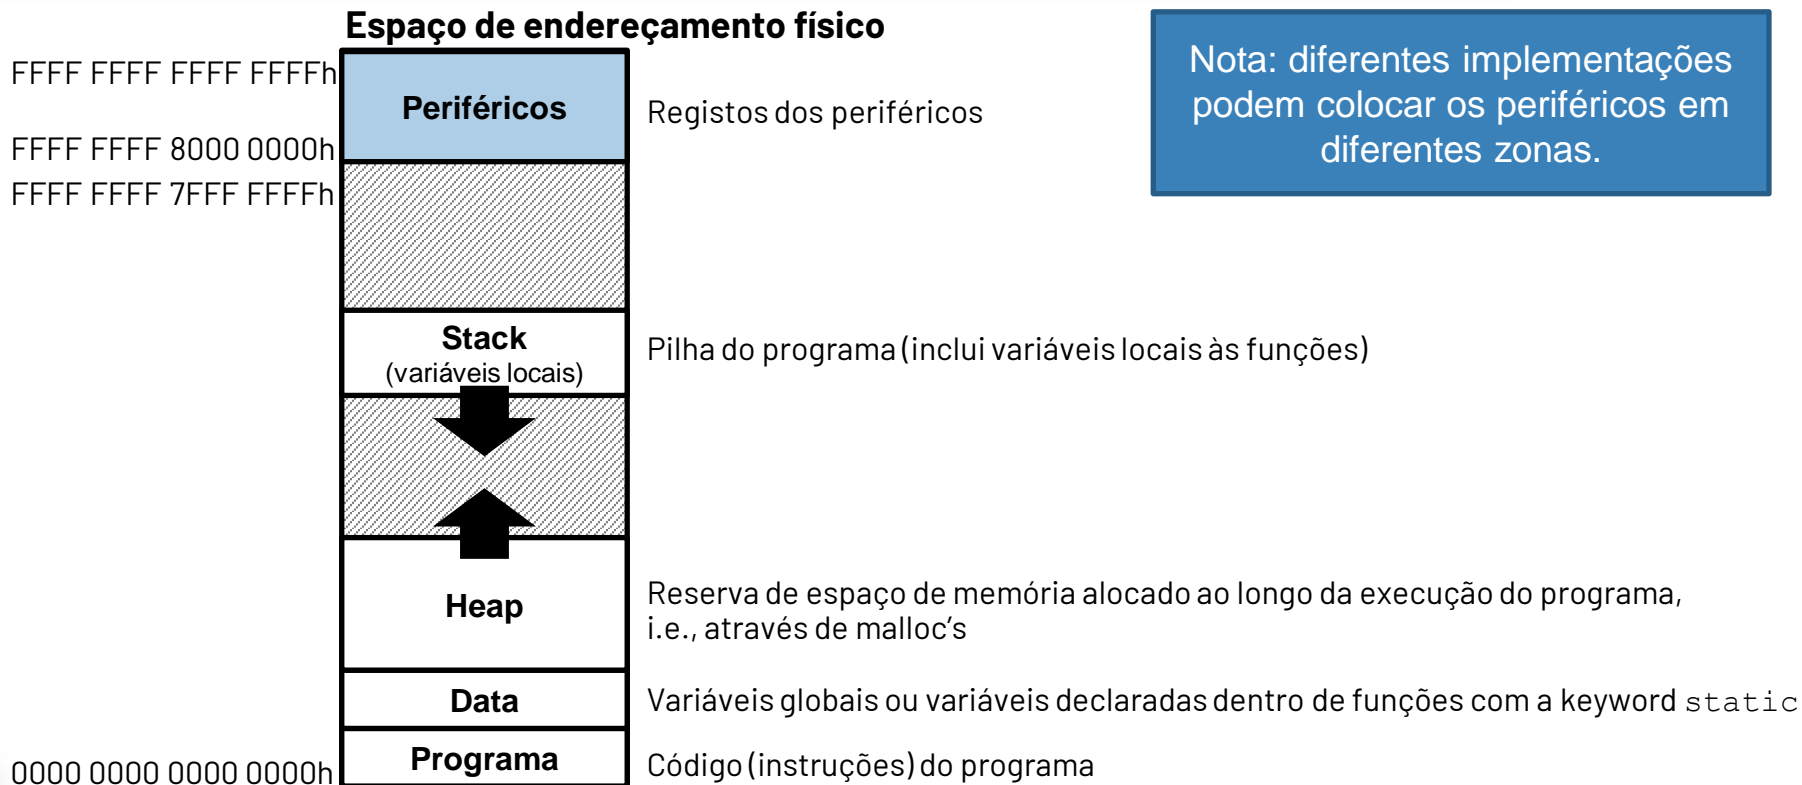 Espaço de endereçamento físico
FFFF FFFF FFFF FFFFh
Periféricos
Registos dos periféricos
FFFF FFFF 8000 0000h
FFFF FFFF 7FFF FFFFh
Nota: diferentes implementações
podem colocar os periféricos em
diferentes zonas.
Stack
(variáveis locais)
Pilha do programa (inclui variáveis locais às funções)
Heap
Reserva de espaço de memória alocado ao longo da execução do programa,
i.e., através de malloc's
Data
Variáveis globais ou variáveis declaradas dentro de funções com a keyword static
Programa
0000 0000 0000 0000h
Código (instruções) do programa